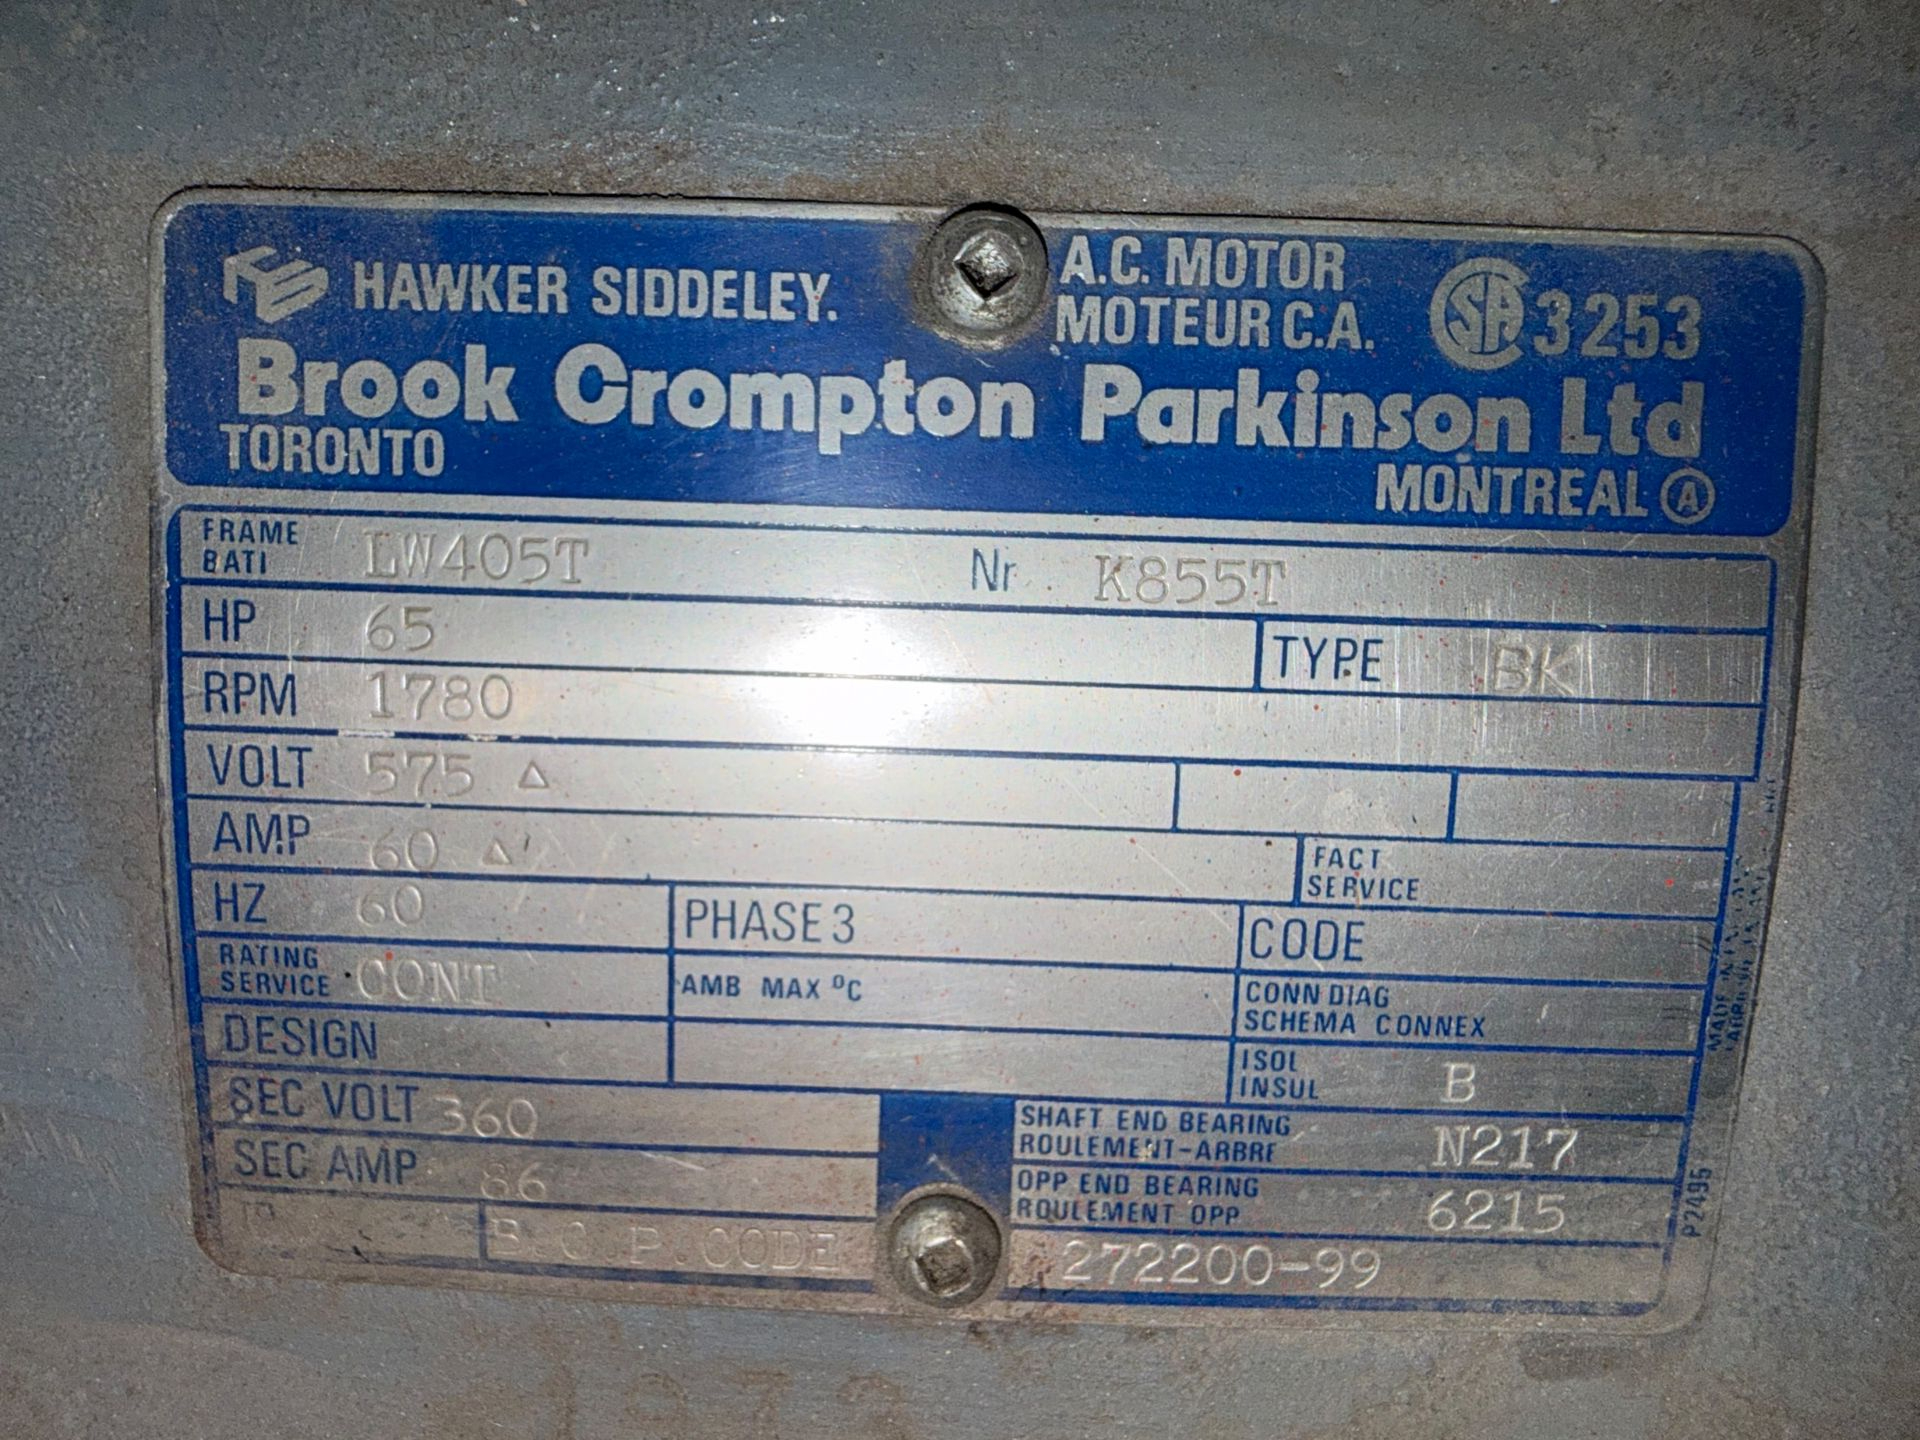 HAWKER SIDDELEY.
A.C. MOTOR
MOTEUR C.A.
CSA 3253
Brook Crompton Parkinson Ltd
TORONTO
MONTREAL A
FRAME
BATI LW405T Nr K855T
HP 65 TYPE BK
RPM 1780
VOLT 575 Δ
AMP 60 Δ
FACT
SERVICE
HZ 60 PHASE 3 CODE
RATING
SERVICE CONT
AMB MAX °C
CONN DIAG
SCHEMA CONNEX
DESIGN
ISOL
INSUL B
SEC VOLT 360
SHAFT END BEARING
ROULEMENT-ARBRE N217
SEC AMP 86
OPP END BEARING
ROULEMENT OPP 6215
B.C.P.CODE 272200-99
P2495